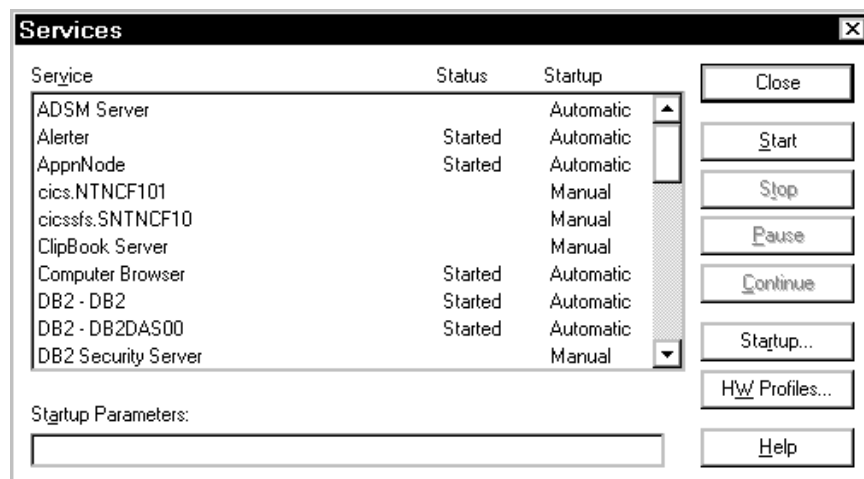 Services
Service Status Startup
ADSM Server Automatic
Alerter Started Automatic
AppnNode Started Automatic
cics.NTNCF101 Manual
cicssfs.SNTNCF10 Manual
ClipBook Server Manual
Computer Browser Started Automatic
DB2 - DB2 Started Automatic
DB2 - DB2DAS00 Started Automatic
DB2 Security Server Manual
Startup Parameters:
Close
Start
Stop
Pause
Continue
Startup...
HW Profiles...
Help